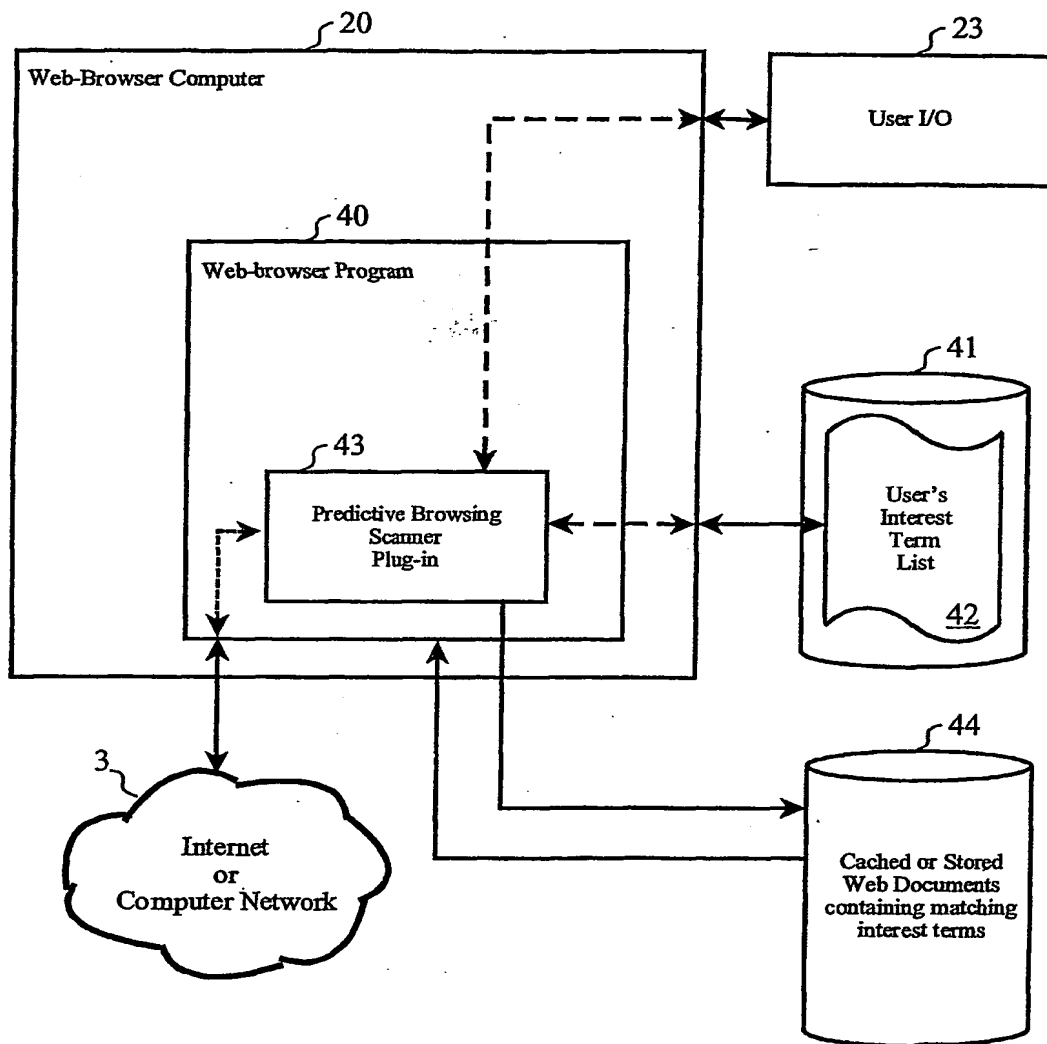 20
Web-Browser Computer
23
User I/O
40
Web-browser Program
41
User's
Interest
Term
List
42
43
Predictive Browsing
Scanner
Plug-in
44
Cached or Stored
Web Documents
containing matching
interest terms
3
Internet
or
Computer Network